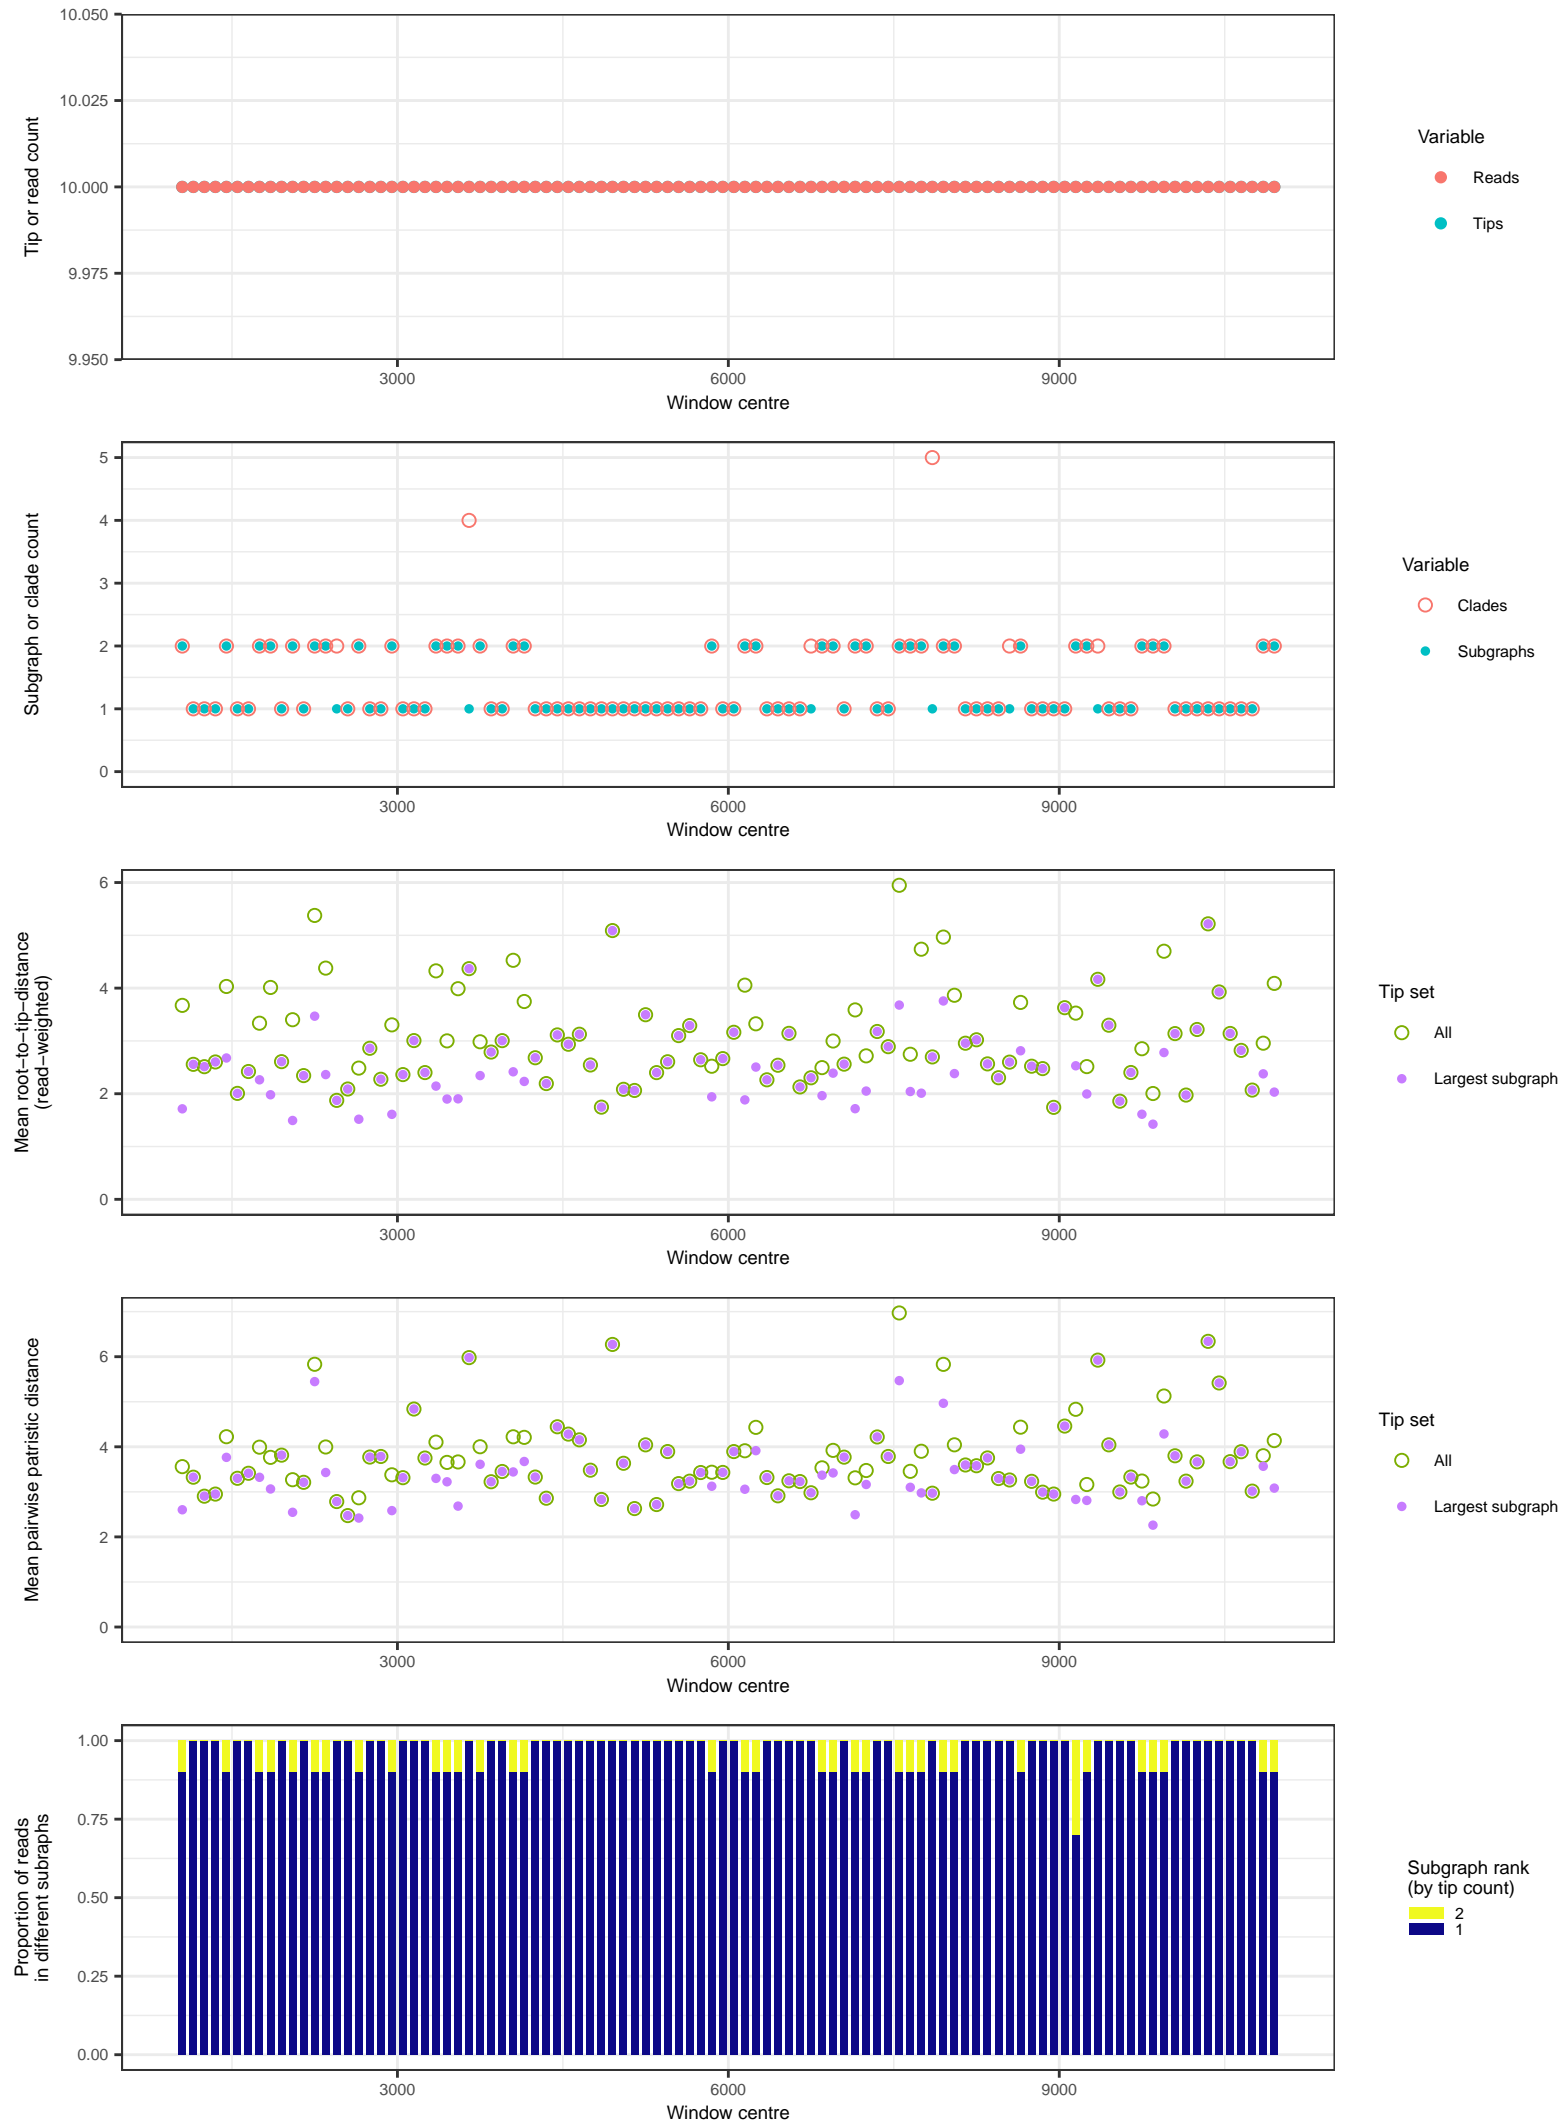 10.050
10.025
10.000
9.975
9.950
Tip or read count
3000 6000 9000
Window centre
Variable
Reads
Tips
5
4
3
2
1
0
Subgraph or clade count
3000 6000 9000
Window centre
Variable
Clades
Subgraphs
6
4
2
0
Mean root−to−tip−distance
(read−weighted)
3000 6000 9000
Window centre
Tip set
All
Largest subgraph
6
4
2
0
Mean pairwise patristic distance
3000 6000 9000
Window centre
Tip set
All
Largest subgraph
1.00
0.75
0.50
0.25
0.00
Proportion of reads
in different subraphs
3000 6000 9000
Window centre
Subgraph rank
(by tip count)
2
1